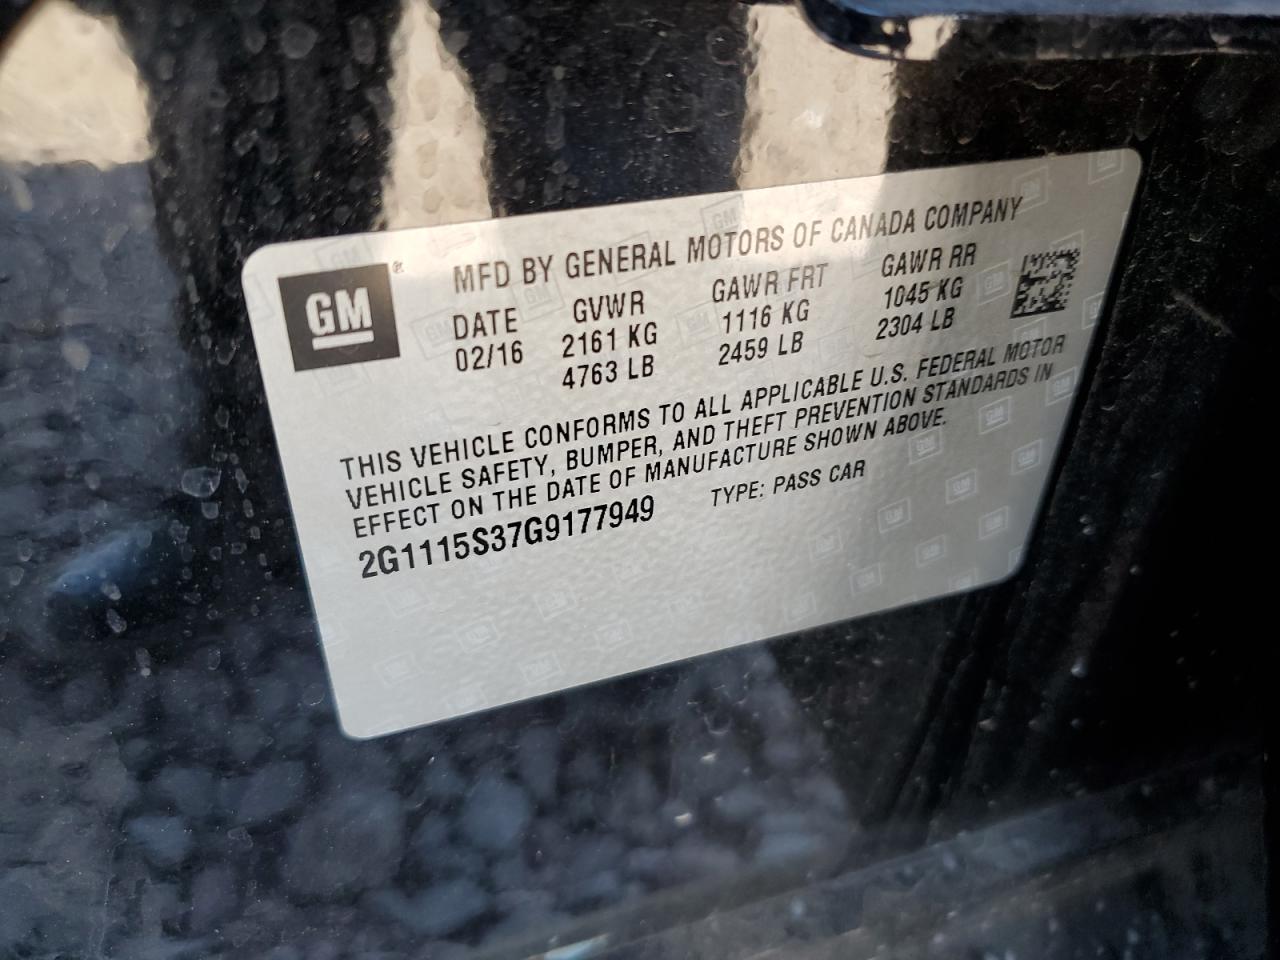 GM
MFD BY GENERAL MOTORS OF CANADA COMPANY
DATE GVWR GAWR FRT GAWR RR
02/16 2161 KG 1116 KG 1045 KG
4763 LB 2459 LB 2304 LB
THIS VEHICLE CONFORMS TO ALL APPLICABLE U.S. FEDERAL MOTOR
VEHICLE SAFETY, BUMPER, AND THEFT PREVENTION STANDARDS IN
EFFECT ON THE DATE OF MANUFACTURE SHOWN ABOVE.
2G1115S37G9177949 TYPE: PASS CAR